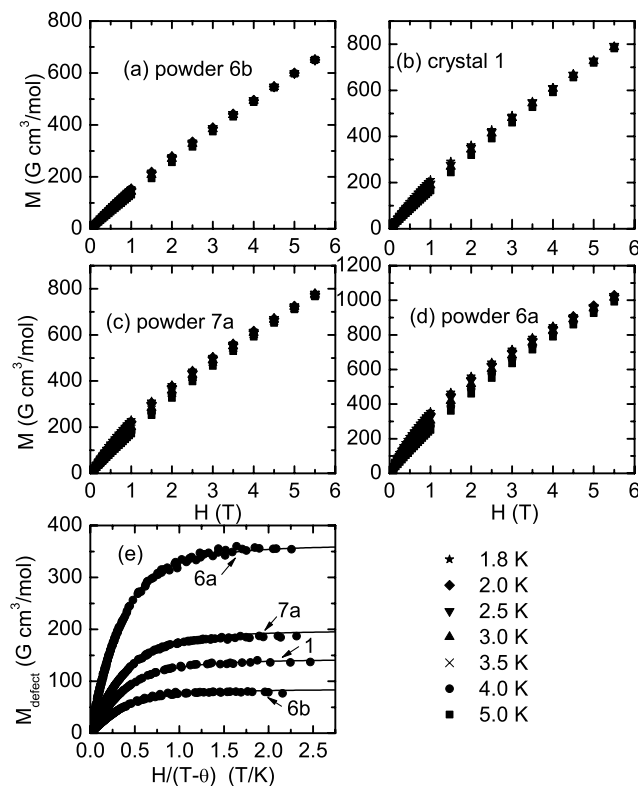 800
600
400
200
0
M (G cm³/mol)
(a) powder 6b
0 1 2 3 4 5 6
800
600
400
200
0
(b) crystal 1
0 1 2 3 4 5 6
800
600
400
200
0
M (G cm³/mol)
(c) powder 7a
0 1 2 3 4 5 6
H (T)
1200
1000
800
600
400
200
0
(d) powder 6a
0 1 2 3 4 5 6
H (T)
400
300
200
100
0
M_defect (G cm³/mol)
(e)
6a
7a
1
6b
0.0 0.5 1.0 1.5 2.0 2.5
H/(T-θ) (T/K)
1.8 K
2.0 K
2.5 K
3.0 K
3.5 K
4.0 K
5.0 K